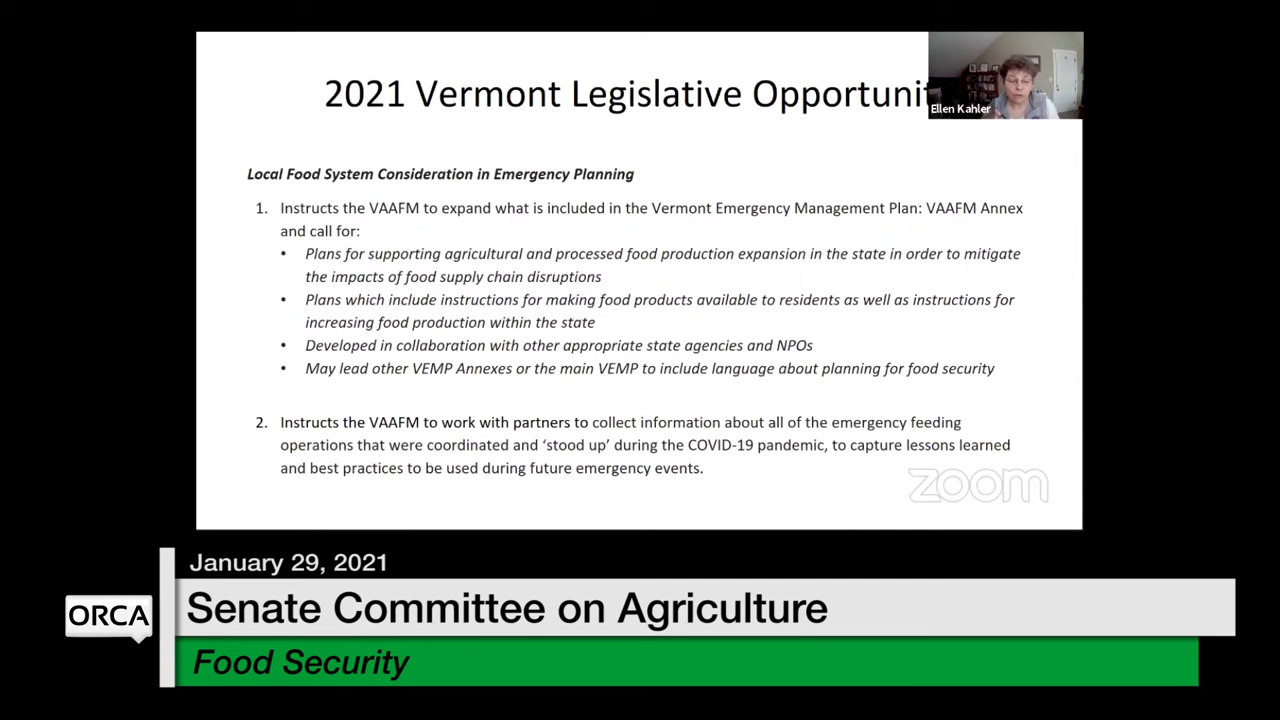 2021 Vermont Legislative Opportunit
Ellen Kahler
Local Food System Consideration in Emergency Planning
1. Instructs the VAAFM to expand what is included in the Vermont Emergency Management Plan: VAAFM Annex
and call for:
• Plans for supporting agricultural and processed food production expansion in the state in order to mitigate
the impacts of food supply chain disruptions
• Plans which include instructions for making food products available to residents as well as instructions for
increasing food production within the state
• Developed in collaboration with other appropriate state agencies and NPOs
• May lead other VEMP Annexes or the main VEMP to include language about planning for food security
2. Instructs the VAAFM to work with partners to collect information about all of the emergency feeding
operations that were coordinated and ‘stood up’ during the COVID-19 pandemic, to capture lessons learned
and best practices to be used during future emergency events.
zoom
January 29, 2021
ORCA
Senate Committee on Agriculture
Food Security